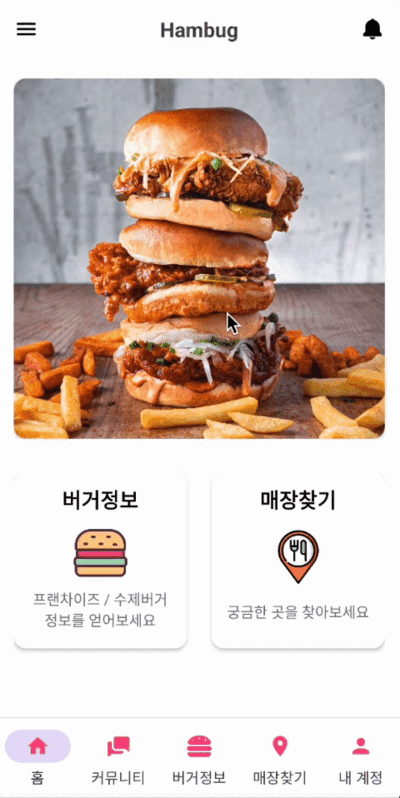 Hambug
버거정보
매장찾기
프랜차이즈 / 수제버거
정보를 얻어보세요
궁금한 곳을 찾아보세요
홈
커뮤니티
버거정보
매장찾기
내 계정